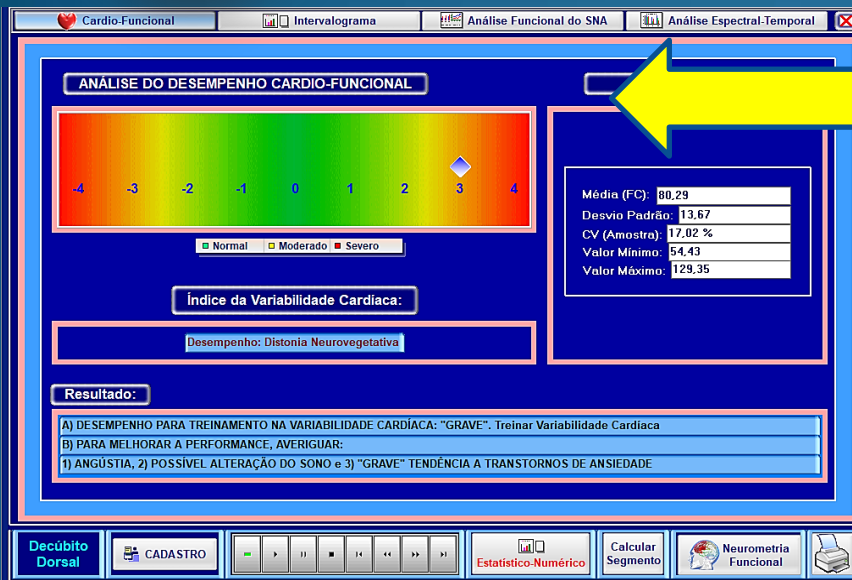 Cardio-Funcional
Intervalograma
Análise Funcional do SNA
Análise Espectral-Temporal
ANÁLISE DO DESEMPENHO CARDIO-FUNCIONAL
-4 -3 -2 -1 0 1 2 3 4
Normal Moderado Severo
Índice da Variabilidade Cardíaca:
Desempenho: Distonia Neurovegetativa
Média (FC): 80,29
Desvio Padrão: 13,67
CV (Amostra): 17,02 %
Valor Mínimo: 54,43
Valor Máximo: 129,35
Resultado:
A) DESEMPENHO PARA TREINAMENTO NA VARIABILIDADE CARDÍACA: "GRAVE". Treinar Variabilidade Cardíaca
B) PARA MELHORAR A PERFORMANCE, AVERIGUAR:
1) ANGÚSTIA, 2) POSSÍVEL ALTERAÇÃO DO SONO e 3) "GRAVE" TENDÊNCIA A TRANSTORNOS DE ANSIEDADE
Decúbito
Dorsal
CADASTRO
Estatístico-Numérico
Calcular
Segmento
Neurometria
Funcional